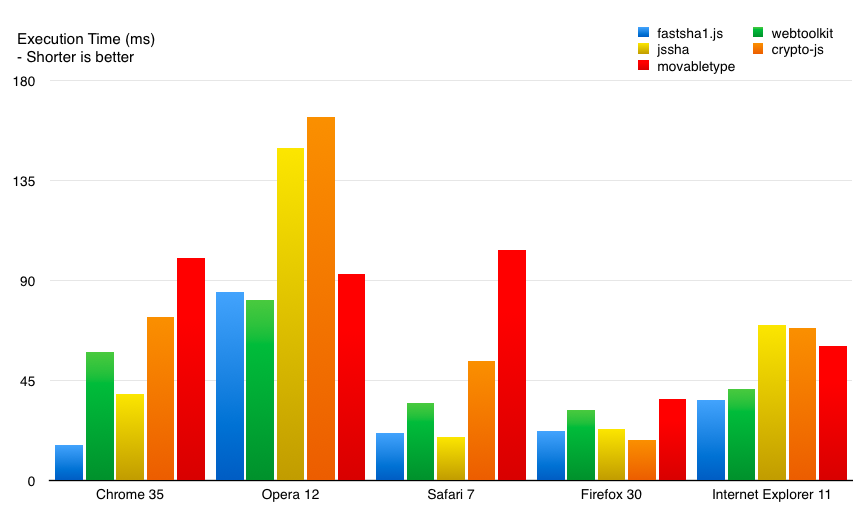 Execution Time (ms)
- Shorter is better
fastsha1.js
webtoolkit
jssha
crypto-js
movabletype
180
135
90
45
0
Chrome 35
Opera 12
Safari 7
Firefox 30
Internet Explorer 11